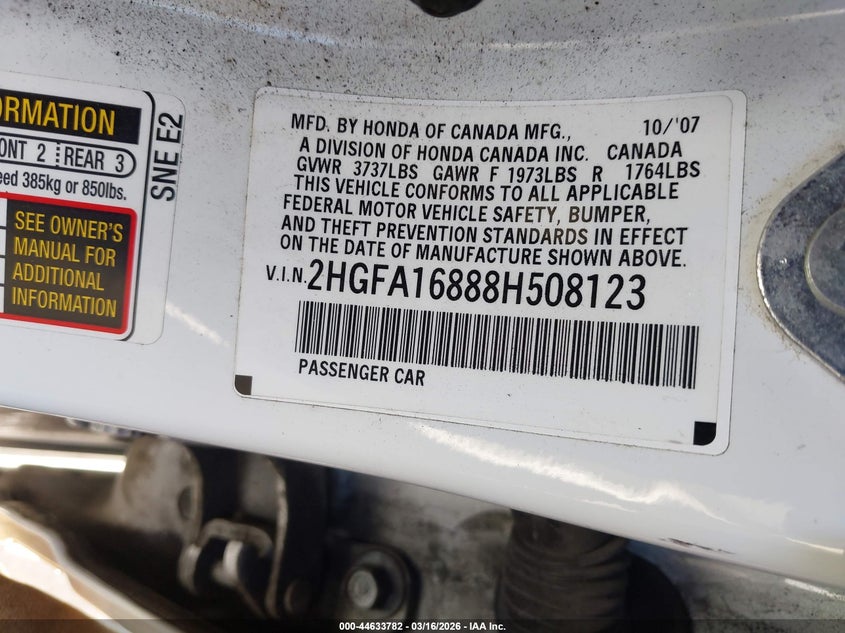 ORMATION
ONT 2 REAR 3
eed 385kg or 850lbs.
SEE OWNER'S
MANUAL FOR
ADDITIONAL
INFORMATION
SNE E2
MFD. BY HONDA OF CANADA MFG., 10/'07
A DIVISION OF HONDA CANADA INC. CANADA
GVWR 3737LBS GAWR F 1973LBS R 1764LBS
THIS VEHICLE CONFORMS TO ALL APPLICABLE
FEDERAL MOTOR VEHICLE SAFETY, BUMPER,
AND THEFT PREVENTION STANDARDS IN EFFECT
ON THE DATE OF MANUFACTURE SHOWN ABOVE.
V.I.N. 2HGFA16888H508123
PASSENGER CAR
000-44633782 - 03/16/2026 - IAA Inc.